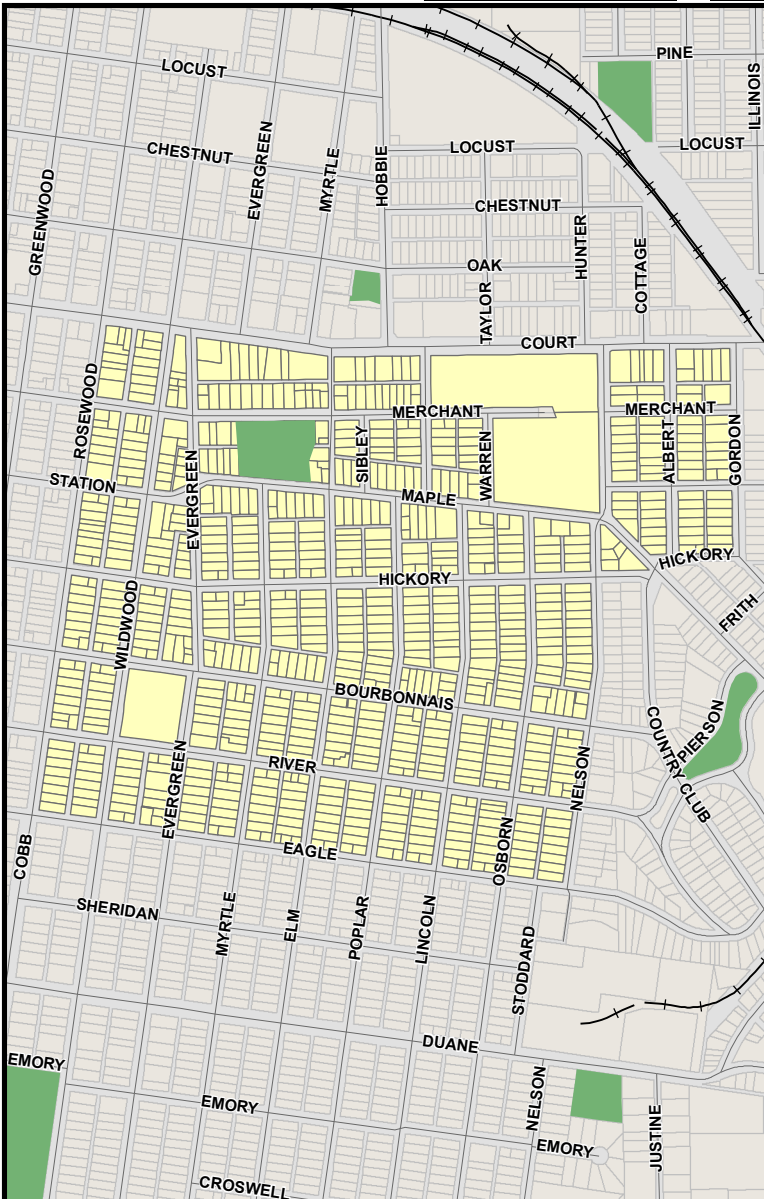 PINE
LOCUST
ILLINOIS
LOCUST
LOCUST
CHESTNUT
EVERGREEN
MYRTLE
HOBBIE
GREENWOOD
CHESTNUT
HUNTER
COTTAGE
OAK
TAYLOR
COURT
ROSEWOOD
MERCHANT
MERCHANT
SIBLEY
WARREN
ALBERT
GORDON
STATION
EVERGREEN
MAPLE
HICKORY
HICKORY
WILDWOOD
FRITH
BOURBONNAIS
PIERSON
COUNTRY CLUB
RIVER
NELSON
EVERGREEN
EAGLE
OSBORN
COBB
SHERIDAN
MYRTLE
ELM
POPLAR
LINCOLN
STODDARD
DUANE
EMORY
NELSON
EMORY
JUSTINE
EMORY
CROSWELL